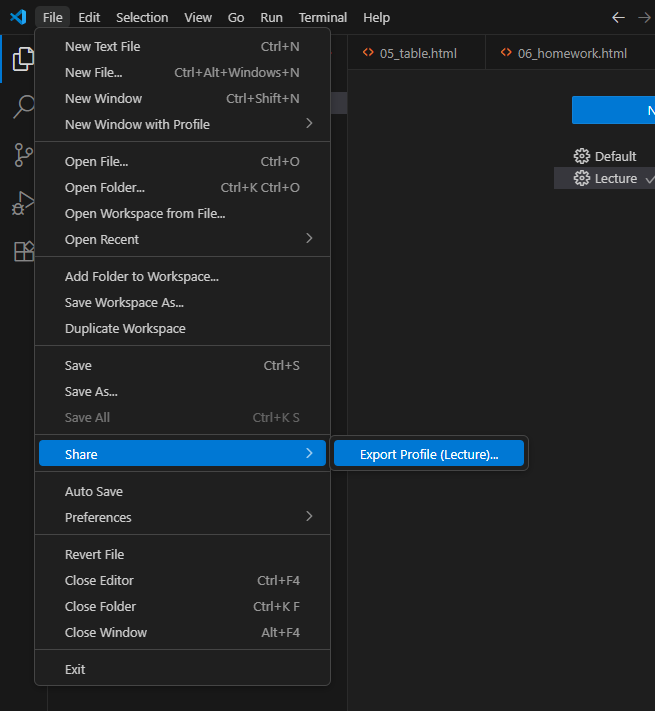 File Edit Selection View Go Run Terminal Help
New Text File Ctrl+N
New File... Ctrl+Alt+Windows+N
New Window Ctrl+Shift+N
New Window with Profile
Open File... Ctrl+O
Open Folder... Ctrl+K Ctrl+O
Open Workspace from File...
Open Recent
Add Folder to Workspace...
Save Workspace As...
Duplicate Workspace
Save Ctrl+S
Save As...
Save All Ctrl+K S
Share
Export Profile (Lecture)...
Auto Save
Preferences
Revert File
Close Editor Ctrl+F4
Close Folder Ctrl+K F
Close Window Alt+F4
Exit
05_table.html 06_homework.html
Default
Lecture